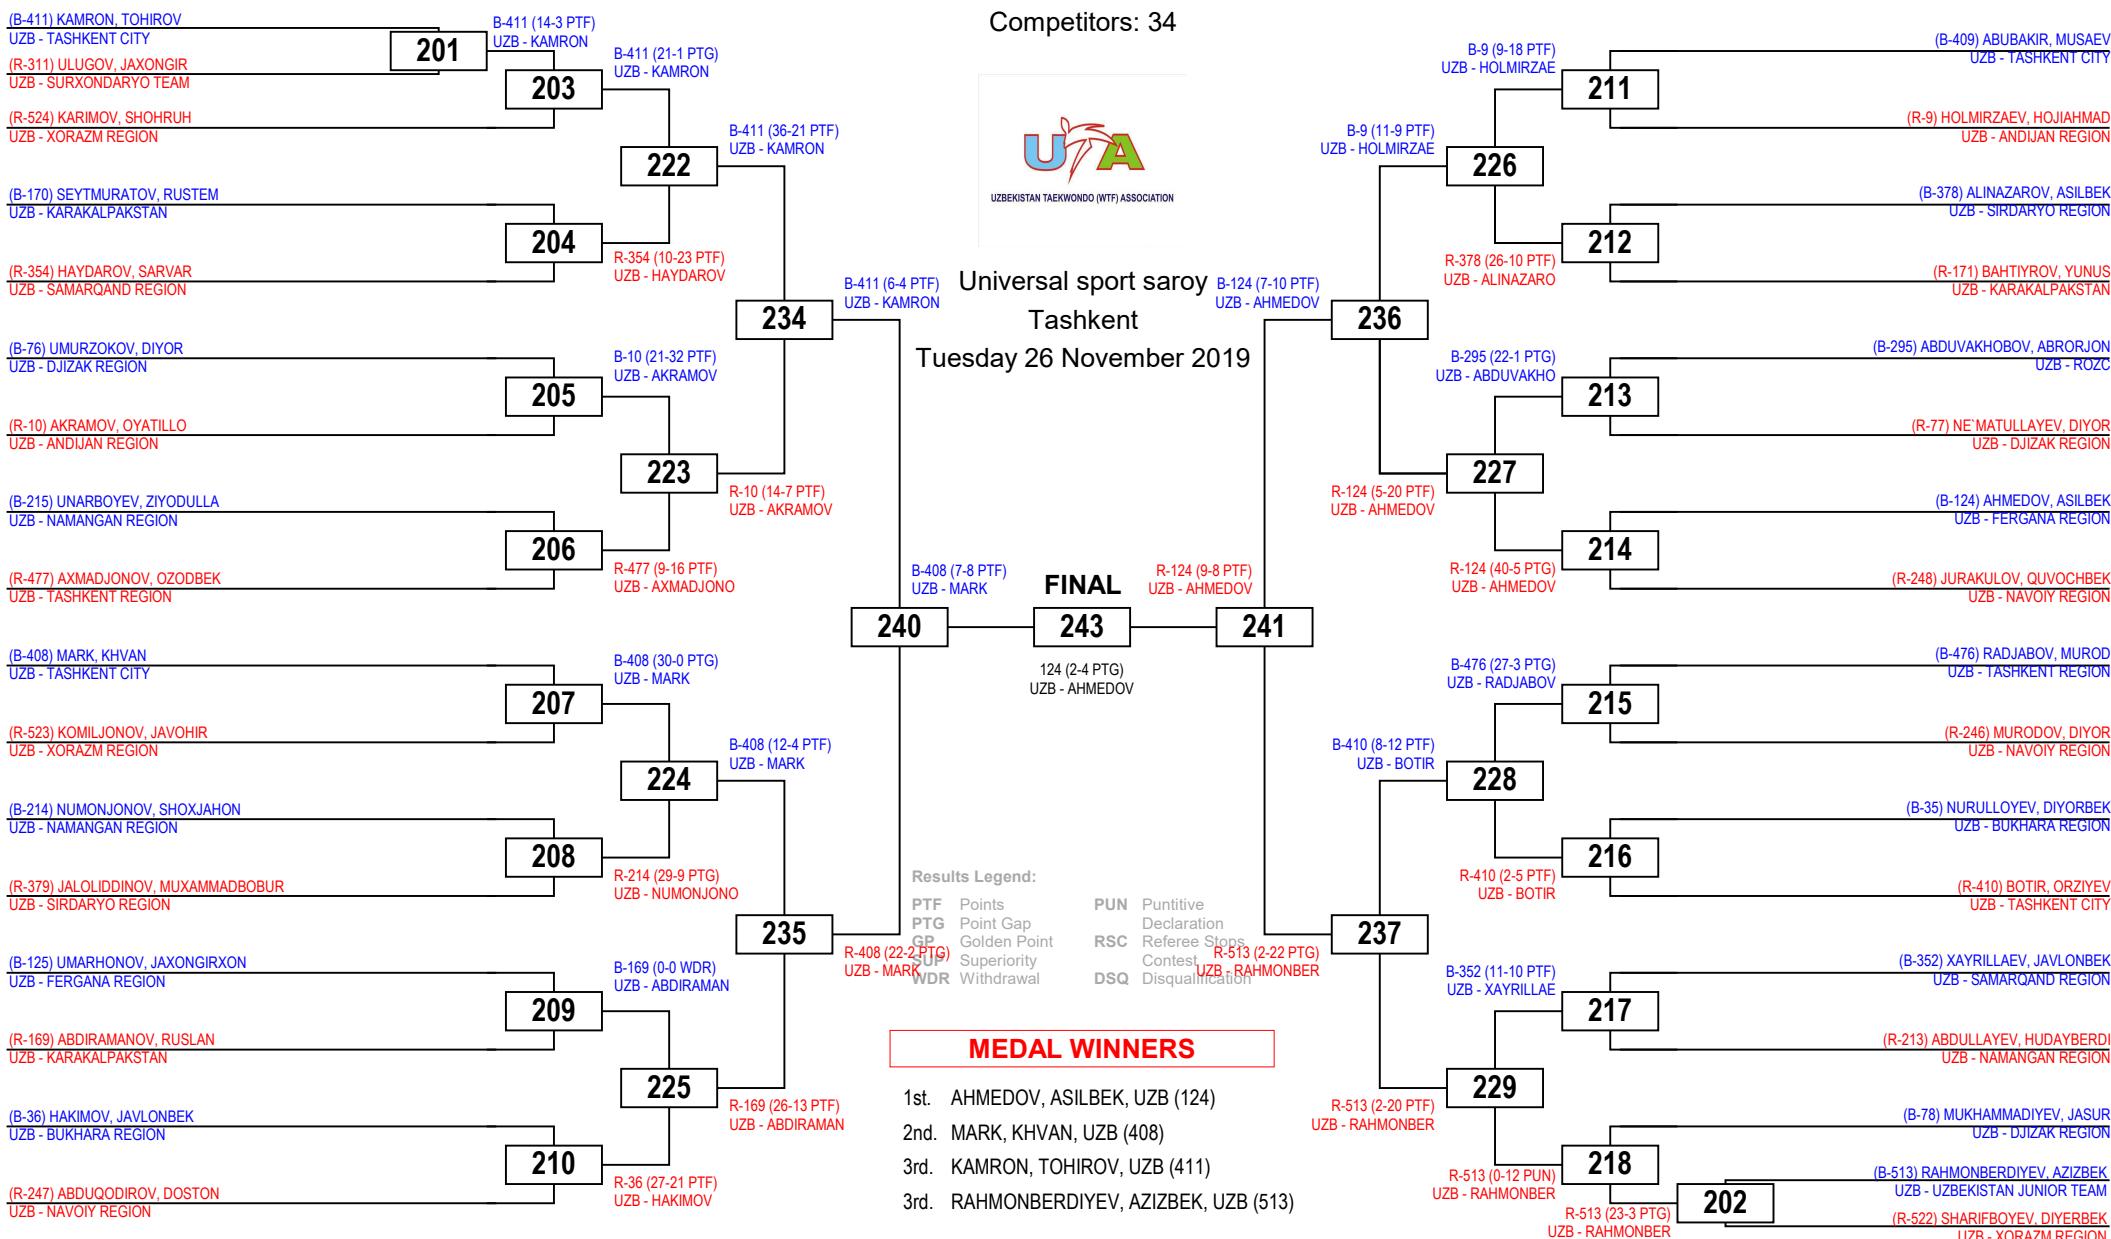 Competitors: 34
UTA
UZBEKISTAN TAEKWONDO (WTF) ASSOCIATION
Universal sport saroy
Tashkent
Tuesday 26 November 2019
(B-411) KAMRON, TOHIROV
UZB - TASHKENT CITY
(R-311) ULUGOV, JAXONGIR
UZB - SURXONDARYO TEAM
201
B-411 (14-3 PTF)
UZB - KAMRON
(R-524) KARIMOV, SHOHRUH
UZB - XORAZM REGION
203
B-411 (21-1 PTG)
UZB - KAMRON
222
B-411 (36-21 PTF)
UZB - KAMRON
(B-170) SEYTMURATOV, RUSTEM
UZB - KARAKALPAKSTAN
204
R-354 (10-23 PTF)
UZB - HAYDAROV
(R-354) HAYDAROV, SARVAR
UZB - SAMARQAND REGION
234
B-411 (6-4 PTF)
UZB - KAMRON
(B-76) UMURZOKOV, DIYOR
UZB - DJIZAK REGION
205
B-10 (21-32 PTF)
UZB - AKRAMOV
(R-10) AKRAMOV, OYATILLO
UZB - ANDIJAN REGION
223
R-10 (14-7 PTF)
UZB - AKRAMOV
(B-215) UNARBOYEV, ZIYODULLA
UZB - NAMANGAN REGION
206
R-477 (9-16 PTF)
UZB - AXMADJONO
(R-477) AXMADJONOV, OZODBEK
UZB - TASHKENT REGION
240
B-408 (7-8 PTF)
UZB - MARK
(B-408) MARK, KHVAN
UZB - TASHKENT CITY
207
B-408 (30-0 PTG)
UZB - MARK
(R-523) KOMILJONOV, JAVOHIR
UZB - XORAZM REGION
224
B-408 (12-4 PTF)
UZB - MARK
(B-214) NUMONJONOV, SHOXJAHON
UZB - NAMANGAN REGION
208
R-214 (29-9 PTG)
UZB - NUMONJONO
(R-379) JALOLIDDINOV, MUXAMMADBOBUR
UZB - SIRDARYO REGION
235
R-408 (22-2 PTG)
UZB - MARK
(B-125) UMARHONOV, JAXONGIRXON
UZB - FERGANA REGION
209
B-169 (0-0 WDR)
UZB - ABDIRAMAN
(R-169) ABDIRAMANOV, RUSLAN
UZB - KARAKALPAKSTAN
225
R-169 (26-13 PTF)
UZB - ABDIRAMAN
(B-36) HAKIMOV, JAVLONBEK
UZB - BUKHARA REGION
210
R-36 (27-21 PTF)
UZB - HAKIMOV
(R-247) ABDUQODIROV, DOSTON
UZB - NAVOIY REGION
FINAL
243
124 (2-4 PTG)
UZB - AHMEDOV
B-9 (9-18 PTF)
UZB - HOLMIRZAE
211
(B-409) ABUBAKIR, MUSAEV
UZB - TASHKENT CITY
(R-9) HOLMIRZAEV, HOJIAHMAD
UZB - ANDIJAN REGION
B-9 (11-9 PTF)
UZB - HOLMIRZAE
226
(B-378) ALINAZAROV, ASILBEK
UZB - SIRDARYO REGION
212
R-378 (26-10 PTF)
UZB - ALINAZARO
(R-171) BAHTIYROV, YUNUS
UZB - KARAKALPAKSTAN
B-124 (7-10 PTF)
UZB - AHMEDOV
236
(B-295) ABDUVAKHOBOV, ABRORJON
UZB - ROZC
B-295 (22-1 PTG)
UZB - ABDUVAKHO
213
(R-77) NE`MATULLAYEV, DIYOR
UZB - DJIZAK REGION
227
R-124 (5-20 PTF)
UZB - AHMEDOV
(B-124) AHMEDOV, ASILBEK
UZB - FERGANA REGION
214
R-124 (40-5 PTG)
UZB - AHMEDOV
(R-248) JURAKULOV, QUVOCHBEK
UZB - NAVOIY REGION
R-124 (9-8 PTF)
UZB - AHMEDOV
241
(B-476) RADJABOV, MUROD
UZB - TASHKENT REGION
B-476 (27-3 PTG)
UZB - RADJABOV
215
(R-246) MURODOV, DIYOR
UZB - NAVOIY REGION
B-410 (8-12 PTF)
UZB - BOTIR
228
(B-35) NURULLOYEV, DIYORBEK
UZB - BUKHARA REGION
216
R-410 (2-5 PTF)
UZB - BOTIR
(R-410) BOTIR, ORZIYEV
UZB - TASHKENT CITY
237
R-513 (2-22 PTG)
UZB - RAHMONBER
(B-352) XAYRILLAEV, JAVLONBEK
UZB - SAMARQAND REGION
B-352 (11-10 PTF)
UZB - XAYRILLAE
217
(R-213) ABDULLAYEV, HUDAYBERDI
UZB - NAMANGAN REGION
229
R-513 (2-20 PTF)
UZB - RAHMONBER
(B-78) MUKHAMMADIYEV, JASUR
UZB - DJIZAK REGION
218
R-513 (0-12 PUN)
UZB - RAHMONBER
(B-513) RAHMONBERDIYEV, AZIZBEK
UZB - UZBEKISTAN JUNIOR TEAM
202
R-513 (23-3 PTG)
UZB - RAHMONBER
(R-522) SHARIFBOYEV, DIYERBEK
UZB - XORAZM REGION
Results Legend:
PTF Points
PTG Point Gap
GP Golden Point
SUP Superiority
WDR Withdrawal
PUN Puntitive
Declaration
RSC Referee Stops
Contest
DSQ Disqualification
MEDAL WINNERS
1st. AHMEDOV, ASILBEK, UZB (124)
2nd. MARK, KHVAN, UZB (408)
3rd. KAMRON, TOHIROV, UZB (411)
3rd. RAHMONBERDIYEV, AZIZBEK, UZB (513)